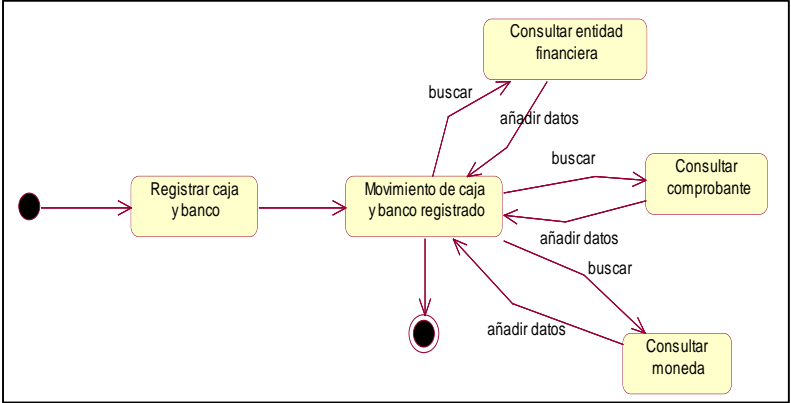 Consultar entidad
financiera
buscar
añadir datos
buscar
Consultar
comprobante
Registrar caja
y banco
Movimiento de caja
y banco registrado
añadir datos
buscar
añadir datos
Consultar
moneda